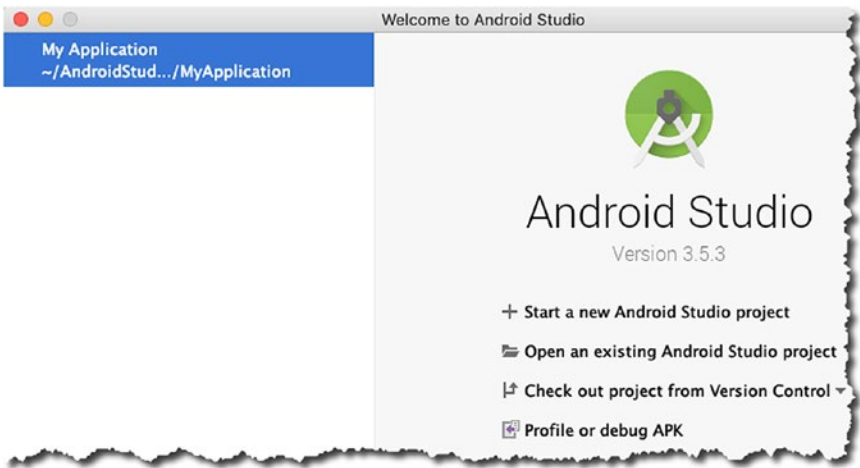 Welcome to Android Studio
My Application
~/AndroidStud.../MyApplication
Android Studio
Version 3.5.3
Start a new Android Studio project
Open an existing Android Studio project
Check out project from Version Control
Profile or debug APK